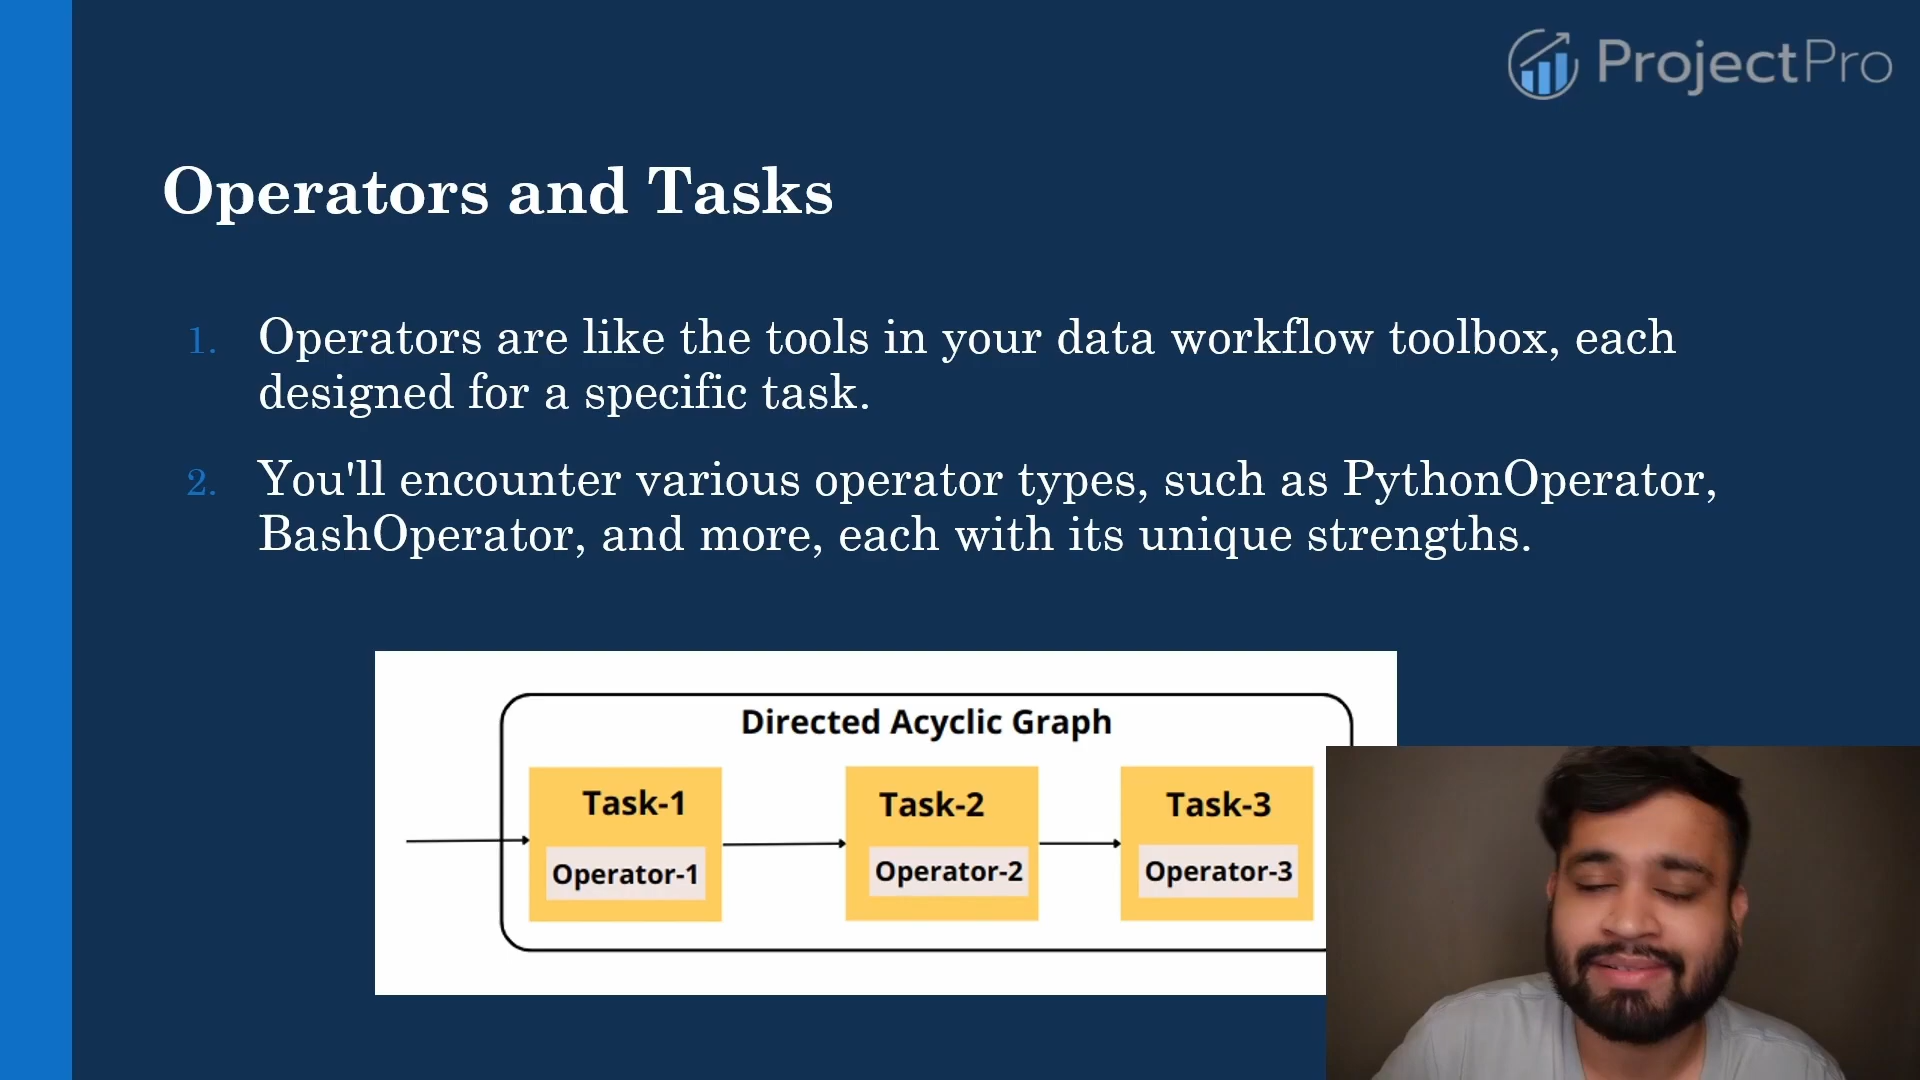 ProjectPro
Operators and Tasks
1. Operators are like the tools in your data workflow toolbox, each
designed for a specific task.
2. You'll encounter various operator types, such as PythonOperator,
BashOperator, and more, each with its unique strengths.
Directed Acyclic Graph
Task-1
Operator-1
Task-2
Operator-2
Task-3
Operator-3